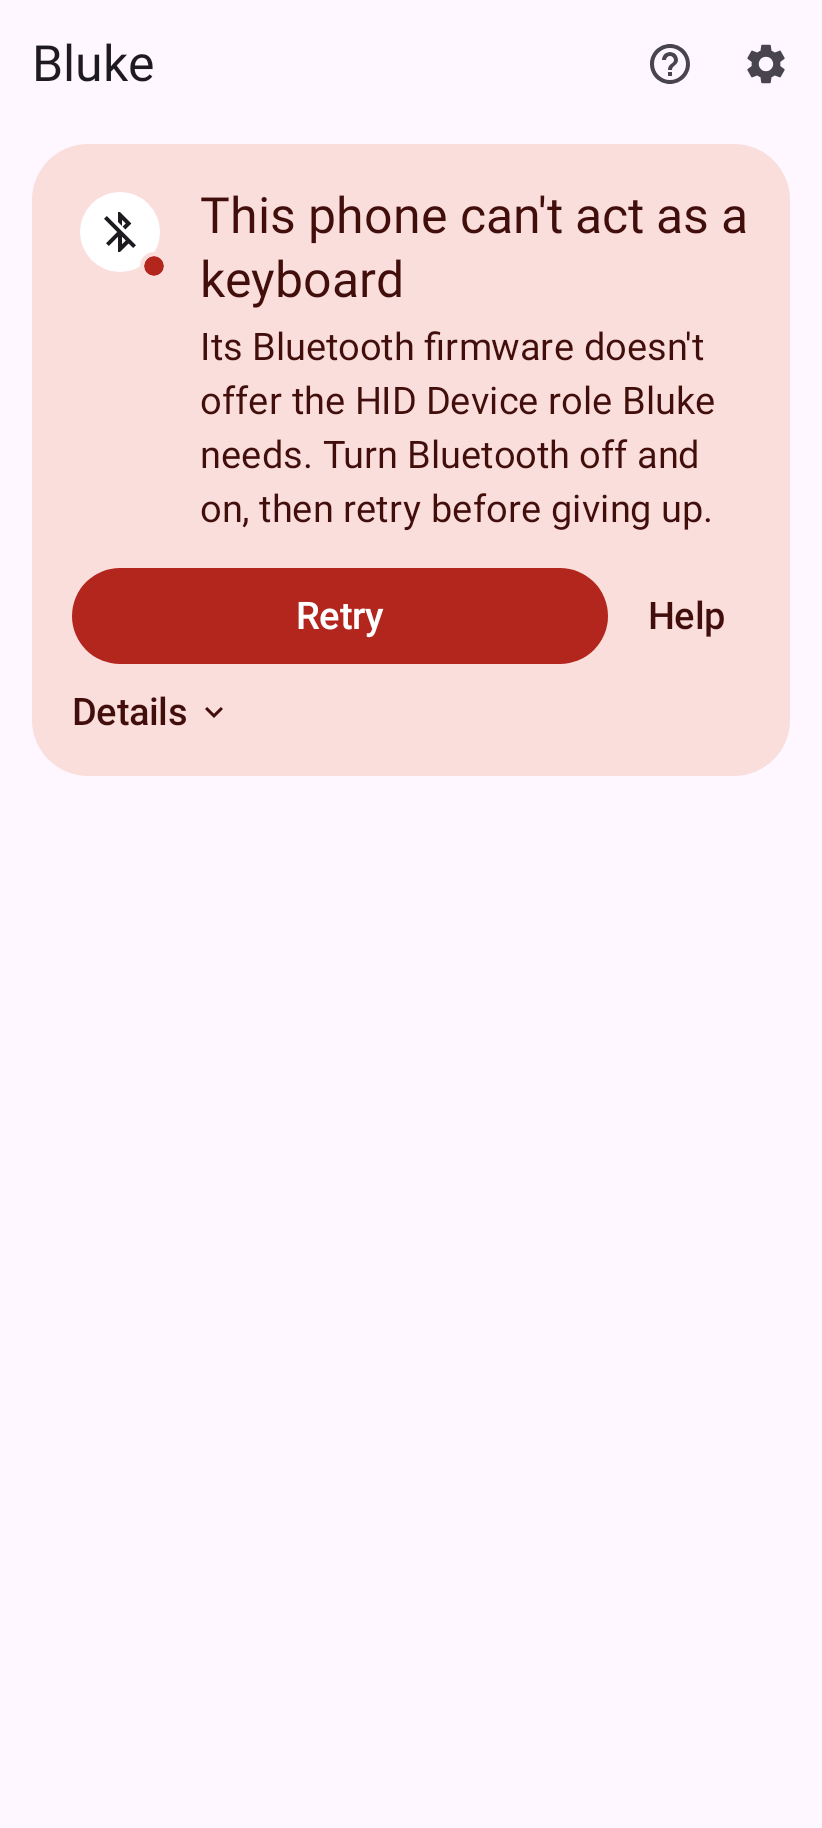 Bluke
This phone can't act as a
keyboard
Its Bluetooth firmware doesn't
offer the HID Device role Bluke
needs. Turn Bluetooth off and
on, then retry before giving up.
Retry
Help
Details